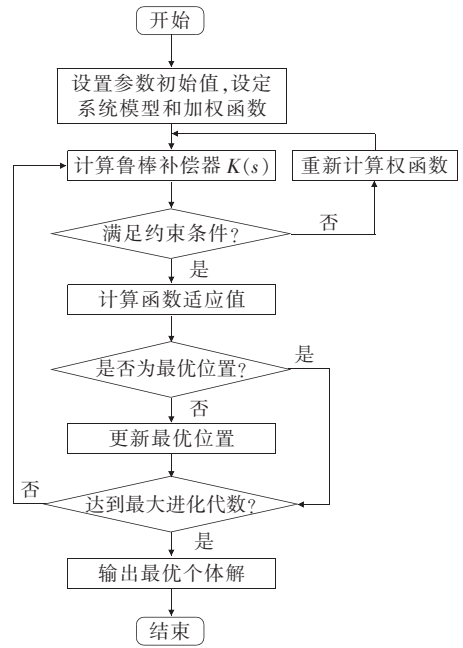 开始
设置参数初始值,设定
系统模型和加权函数
计算鲁棒补偿器 K(s)
重新计算权函数
满足约束条件?
否
是
计算函数适应值
是否为最优位置?
是
否
更新最优位置
达到最大进化代数?
否
是
输出最优个体解
结束